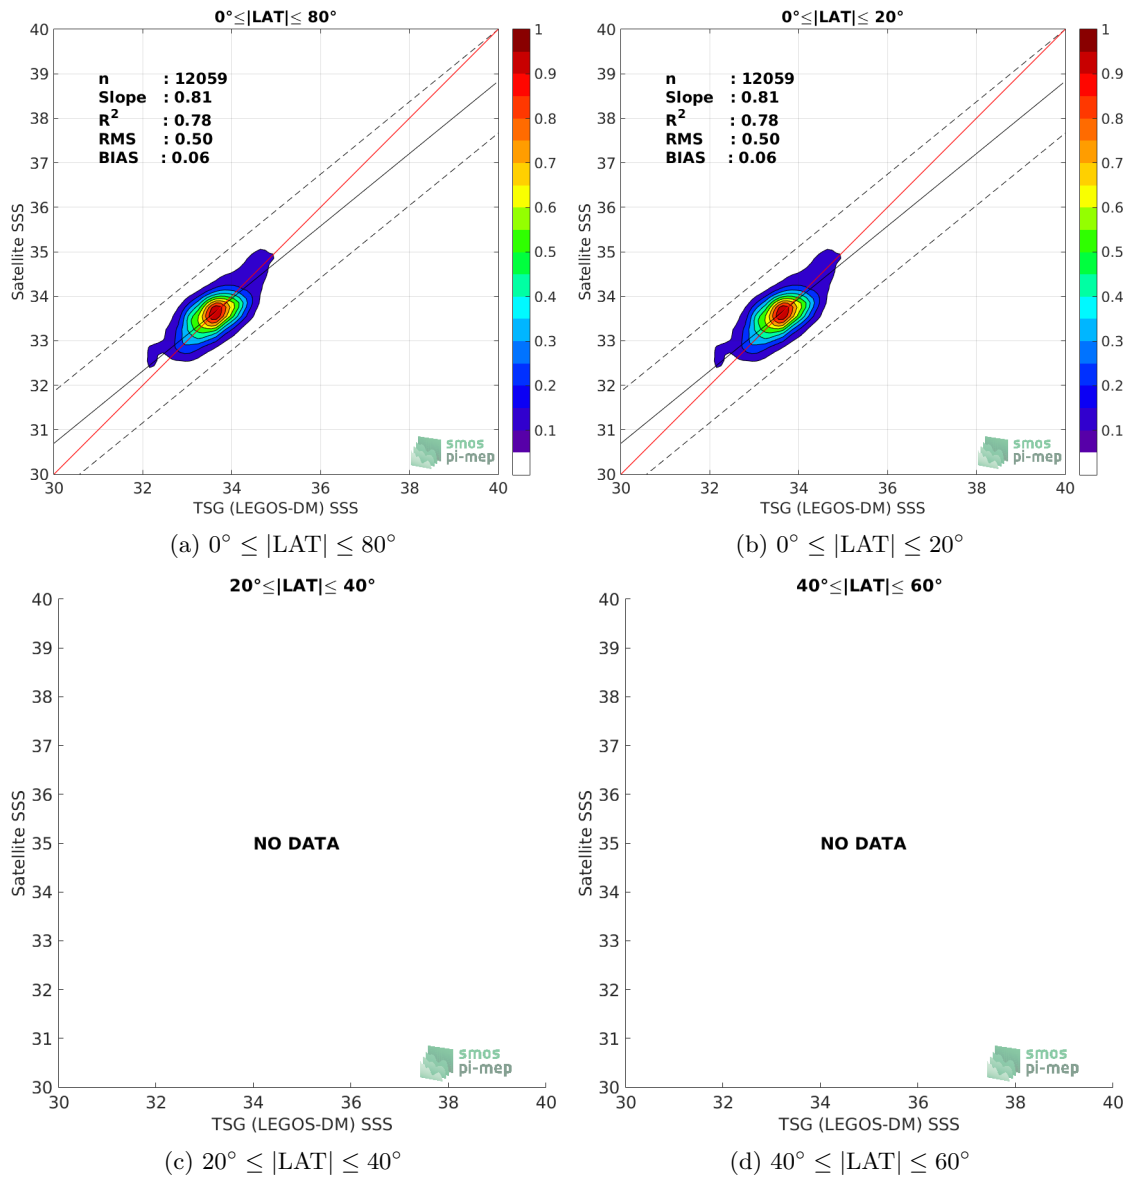 0°≤|LAT|≤ 80°
40
39
38
37
36
35
34
33
32
31
30
30 32 34 36 38 40
Satellite SSS
TSG (LEGOS-DM) SSS
n : 12059
Slope : 0.81
R² : 0.78
RMS : 0.50
BIAS : 0.06
1
0.9
0.8
0.7
0.6
0.5
0.4
0.3
0.2
0.1
smos
pi-mep
(a) 0° ≤ |LAT| ≤ 80°
0°≤|LAT|≤ 20°
40
39
38
37
36
35
34
33
32
31
30
30 32 34 36 38 40
Satellite SSS
TSG (LEGOS-DM) SSS
n : 12059
Slope : 0.81
R² : 0.78
RMS : 0.50
BIAS : 0.06
1
0.9
0.8
0.7
0.6
0.5
0.4
0.3
0.2
0.1
smos
pi-mep
(b) 0° ≤ |LAT| ≤ 20°
20°≤|LAT|≤ 40°
40
39
38
37
36
35
34
33
32
31
30
30 32 34 36 38 40
Satellite SSS
TSG (LEGOS-DM) SSS
NO DATA
smos
pi-mep
(c) 20° ≤ |LAT| ≤ 40°
40°≤|LAT|≤ 60°
40
39
38
37
36
35
34
33
32
31
30
30 32 34 36 38 40
Satellite SSS
TSG (LEGOS-DM) SSS
NO DATA
smos
pi-mep
(d) 40° ≤ |LAT| ≤ 60°